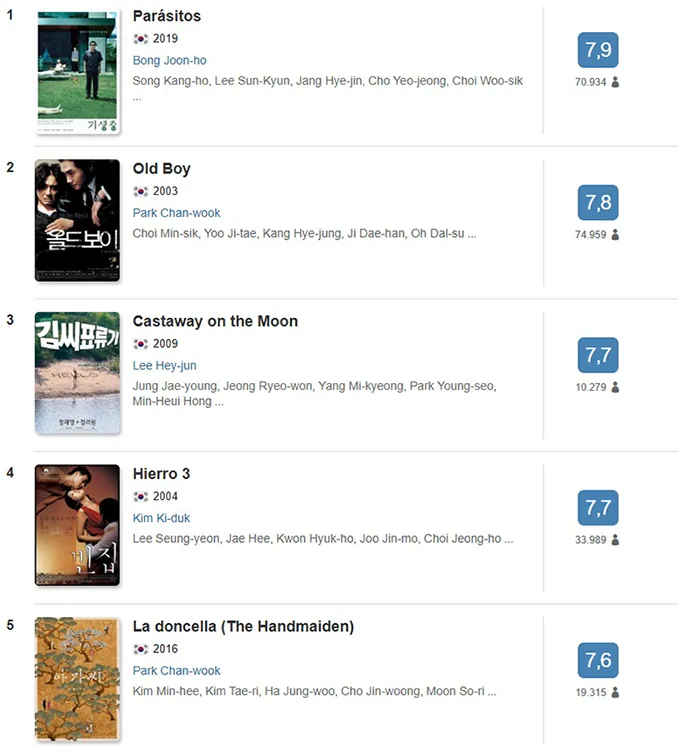 1
Parásitos
2019
Bong Joon-ho
Song Kang-ho, Lee Sun-Kyun, Jang Hye-jin, Cho Yeo-jeong, Choi Woo-sik
...
7,9
70.934
기생충
2
Old Boy
2003
Park Chan-wook
Choi Min-sik, Yoo Ji-tae, Kang Hye-jung, Ji Dae-han, Oh Dal-su ...
7,8
74.959
올드보이
3
Castaway on the Moon
2009
Lee Hey-jun
Jung Jae-young, Jeong Ryeo-won, Yang Mi-kyeong, Park Young-seo,
Min-Heui Hong ...
7,7
10.279
김씨표류기
HELLO
정재영 + 정려원
4
Hierro 3
2004
Kim Ki-duk
Lee Seung-yeon, Jae Hee, Kwon Hyuk-ho, Joo Jin-mo, Choi Jeong-ho ...
7,7
33.989
빈집
5
La doncella (The Handmaiden)
2016
Park Chan-wook
Kim Min-hee, Kim Tae-ri, Ha Jung-woo, Cho Jin-woong, Moon So-ri ...
7,6
19.315
아가씨